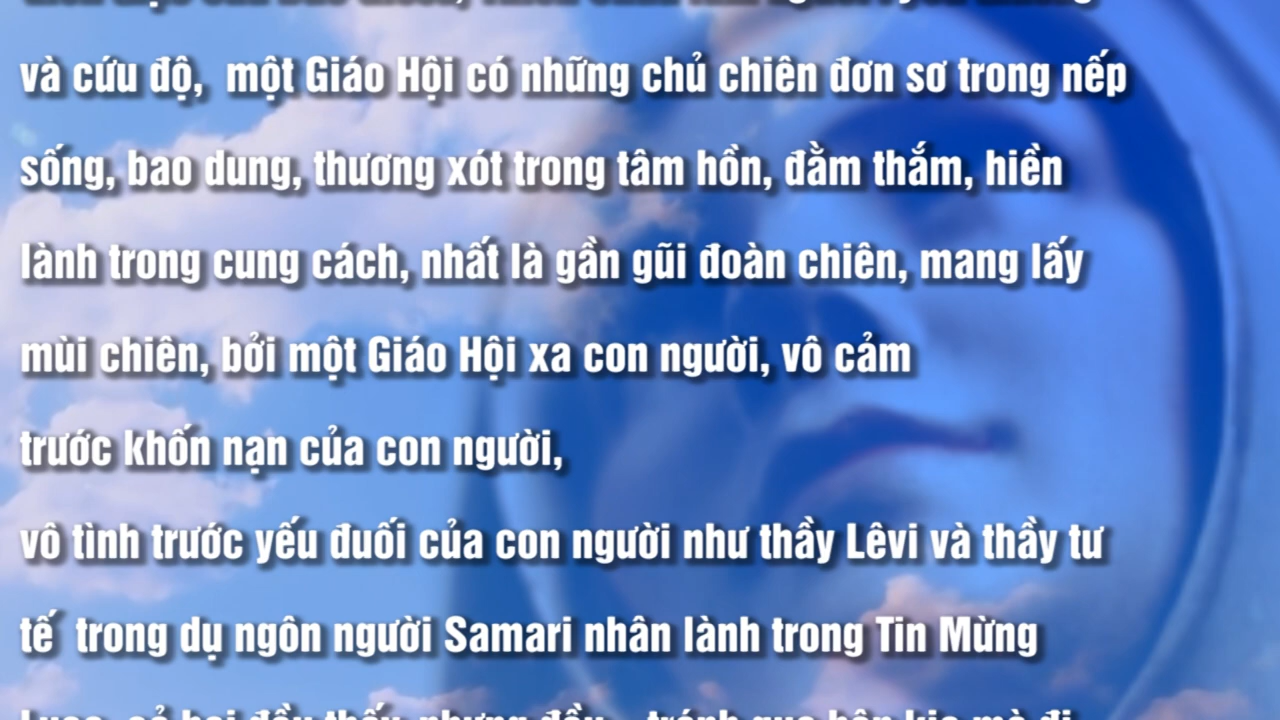 và cứu độ, một Giáo Hội có những chủ chiên đơn sơ trong nếp
sống, bao dung, thương xót trong tâm hồn, đằm thắm, hiền
lành trong cung cách, nhất là gần gũi đoàn chiên, mang lấy
mùi chiên, bởi một Giáo Hội xa con người, vô cảm
trước khốn nạn của con người,
vô tình trước yếu đuối của con người như thầy Lêvi và thầy tư
tế trong dụ ngôn người Samari nhân lành trong Tin Mừng